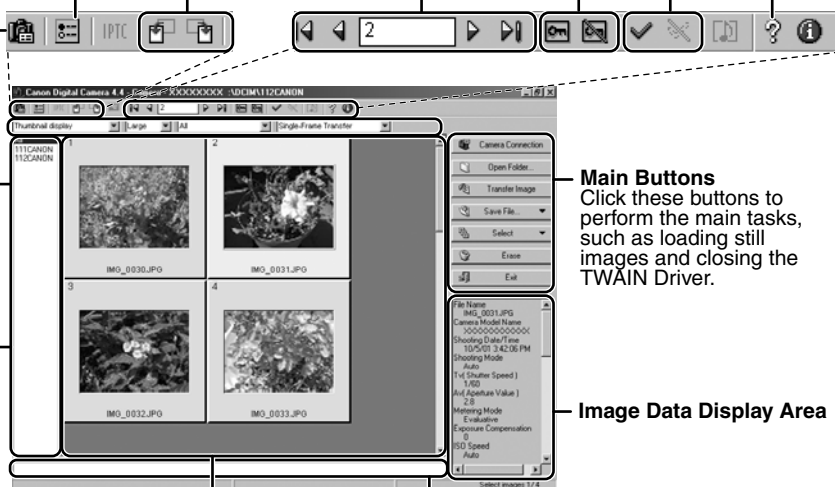 IPTC
2
Canon Digital Camera 4.4 - Canon XXXXXXXX :\DCIM\112CANON
2
Thumbnail display Large All Single-Frame Transfer
111CANON
112CANON
1
IMG_0030.JPG
2
IMG_0031.JPG
3
IMG_0032.JPG
4
IMG_0033.JPG
Camera Connection
Open Folder...
Transfer Image
Save File...
Select
Erase
Exit
Main Buttons
Click these buttons to
perform the main tasks,
such as loading still
images and closing the
TWAIN Driver.
File Name
IMG_0031.JPG
Camera Model Name
XXXXXXXXXXXX
Shooting Date/Time
10/5/01 3:42:06 PM
Shooting Mode
Auto
Tv( Shutter Speed )
1/60
Av( Aperture Value )
2.8
Metering Mode
Evaluative
Exposure Compensation
0
ISO Speed
Auto
Image Data Display Area
Select images 1/4